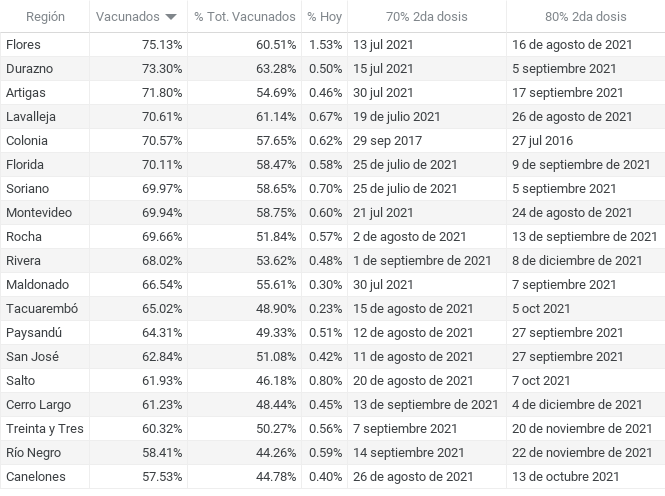 Región Vacunados % Tot. Vacunados % Hoy 70% 2da dosis 80% 2da dosis
Flores 75.13% 60.51% 1.53% 13 jul 2021 16 de agosto de 2021
Durazno 73.30% 63.28% 0.50% 15 jul 2021 5 septiembre 2021
Artigas 71.80% 54.69% 0.46% 30 jul 2021 17 septiembre 2021
Lavalleja 70.61% 61.14% 0.67% 19 de julio 2021 26 de agosto de 2021
Colonia 70.57% 57.65% 0.62% 29 sep 2017 27 jul 2016
Florida 70.11% 58.47% 0.58% 25 de julio de 2021 9 de septiembre de 2021
Soriano 69.97% 58.65% 0.70% 25 de julio de 2021 5 septiembre 2021
Montevideo 69.94% 58.75% 0.60% 21 jul 2021 24 de agosto de 2021
Rocha 69.66% 51.84% 0.57% 2 de agosto de 2021 13 de septiembre de 2021
Rivera 68.02% 53.62% 0.48% 1 de septiembre de 2021 8 de diciembre de 2021
Maldonado 66.54% 55.61% 0.30% 30 jul 2021 7 septiembre 2021
Tacuarembó 65.02% 48.90% 0.23% 15 de agosto de 2021 5 oct 2021
Paysandú 64.31% 49.33% 0.51% 12 de agosto de 2021 27 septiembre 2021
San José 62.84% 51.08% 0.42% 11 de agosto de 2021 27 septiembre 2021
Salto 61.93% 46.18% 0.80% 20 de agosto de 2021 7 oct 2021
Cerro Largo 61.23% 48.44% 0.45% 13 de septiembre de 2021 4 de diciembre de 2021
Treinta y Tres 60.32% 50.27% 0.56% 7 septiembre 2021 20 de noviembre de 2021
Río Negro 58.41% 44.26% 0.59% 14 septiembre 2021 22 de noviembre de 2021
Canelones 57.53% 44.78% 0.40% 26 de agosto de 2021 13 de octubre 2021